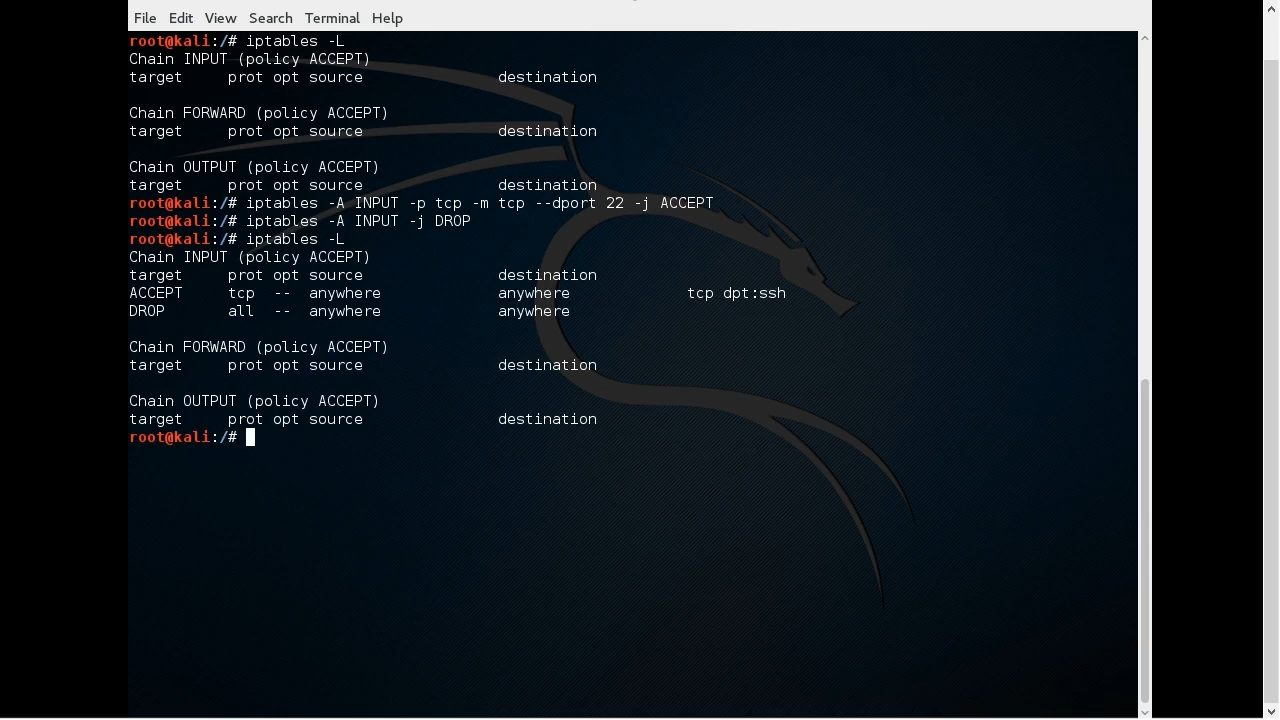 File Edit View Search Terminal Help
root@kali:/# iptables -L
Chain INPUT (policy ACCEPT)
target     prot opt source               destination
Chain FORWARD (policy ACCEPT)
target     prot opt source               destination
Chain OUTPUT (policy ACCEPT)
target     prot opt source               destination
root@kali:/# iptables -A INPUT -p tcp -m tcp --dport 22 -j ACCEPT
root@kali:/# iptables -A INPUT -j DROP
root@kali:/# iptables -L
Chain INPUT (policy ACCEPT)
target     prot opt source               destination
ACCEPT     tcp  --  anywhere             anywhere             tcp dpt:ssh
DROP       all  --  anywhere             anywhere
Chain FORWARD (policy ACCEPT)
target     prot opt source               destination
Chain OUTPUT (policy ACCEPT)
target     prot opt source               destination
root@kali:/#